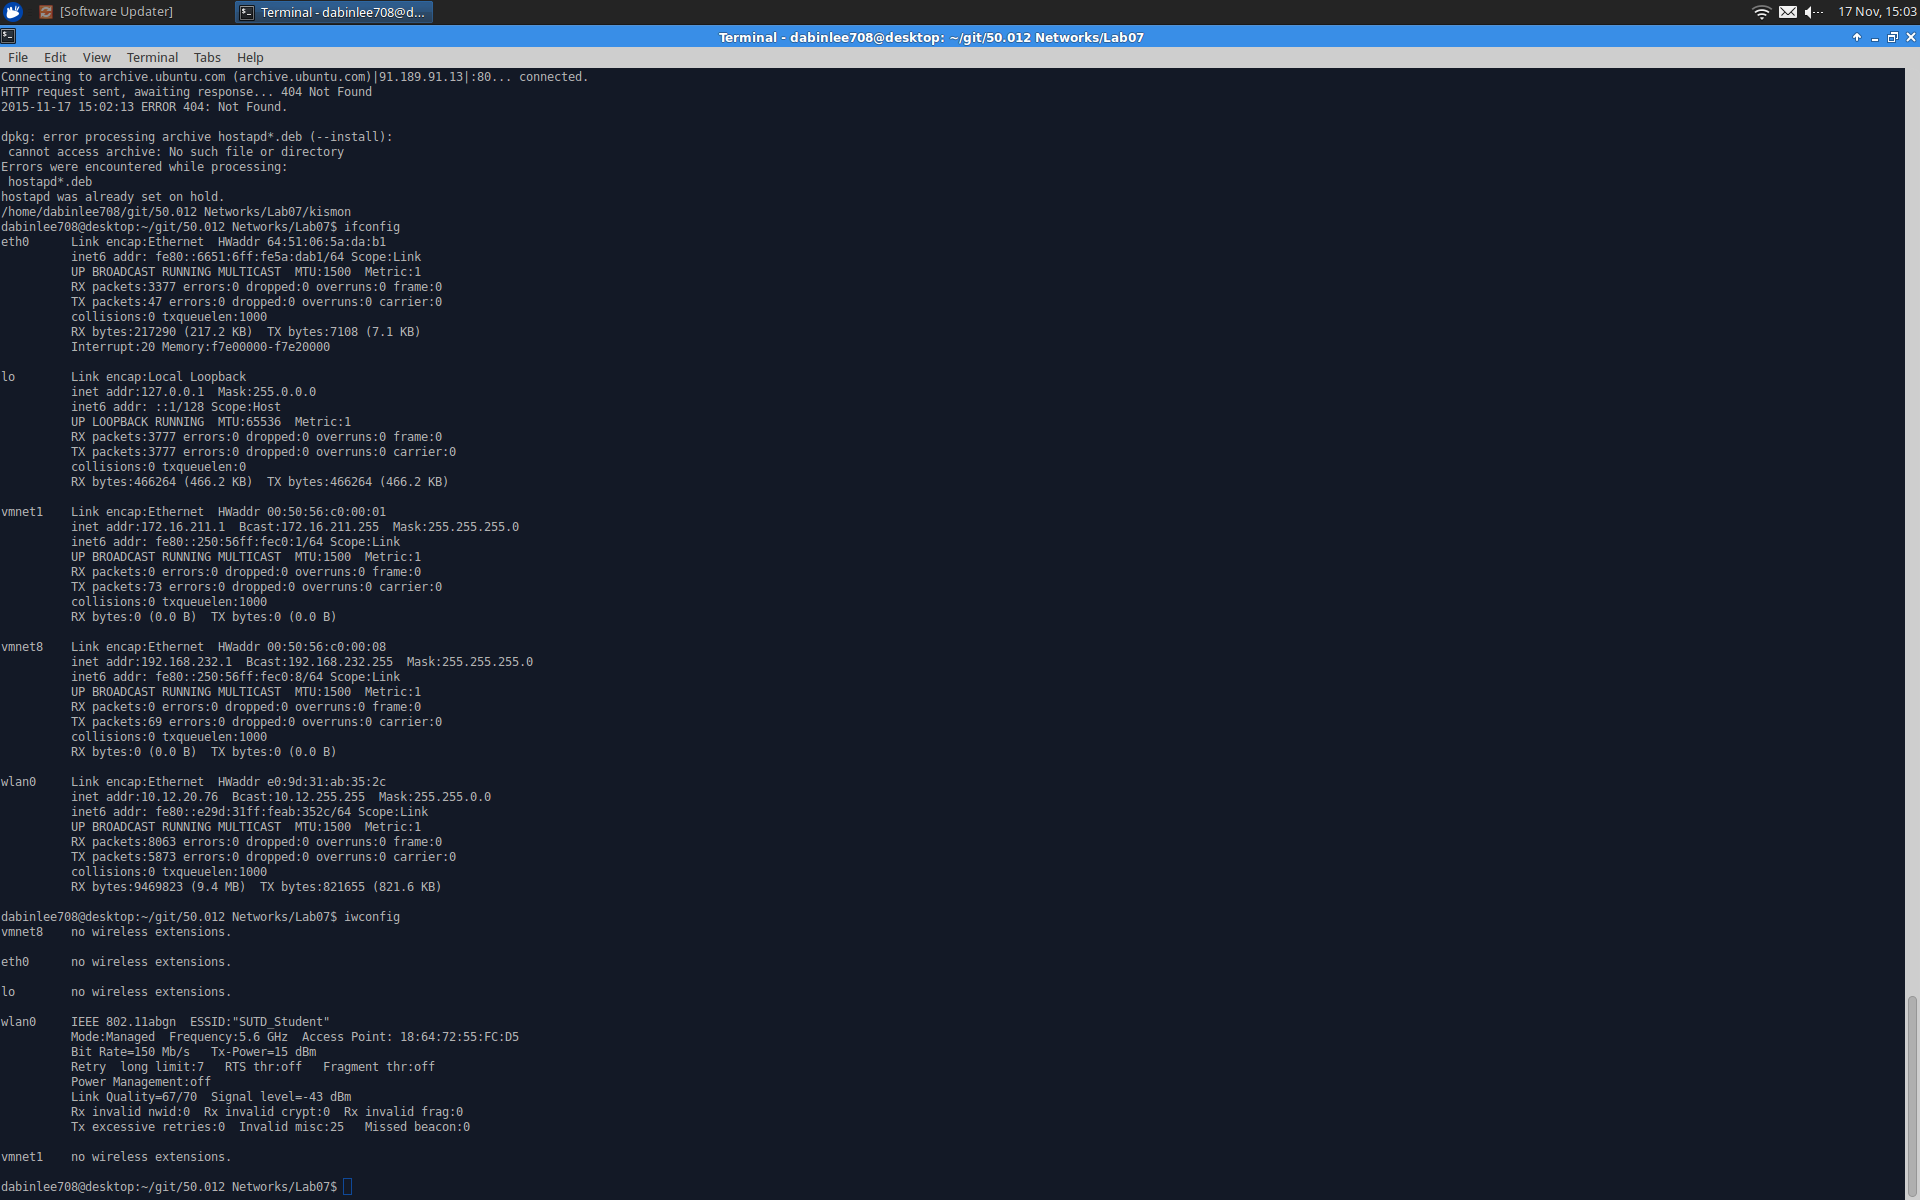 [Software Updater]
Terminal - dabinlee708@d...
17 Nov, 15:03
Terminal - dabinlee708@desktop: ~/git/50.012 Networks/Lab07
File Edit View Terminal Tabs Help
Connecting to archive.ubuntu.com (archive.ubuntu.com)|91.189.91.13|:80... connected.
HTTP request sent, awaiting response... 404 Not Found
2015-11-17 15:02:13 ERROR 404: Not Found.
dpkg: error processing archive hostapd*.deb (--install):
cannot access archive: No such file or directory
Errors were encountered while processing:
hostapd*.deb
hostapd was already set on hold.
/home/dabinlee708/git/50.012 Networks/Lab07/kismon
dabinlee708@desktop:~/git/50.012 Networks/Lab07$ ifconfig
eth0 Link encap:Ethernet HWaddr 64:51:06:5a:da:b1
inet6 addr: fe80::6651:6ff:fe5a:dab1/64 Scope:Link
UP BROADCAST RUNNING MULTICAST MTU:1500 Metric:1
RX packets:3377 errors:0 dropped:0 overruns:0 frame:0
TX packets:47 errors:0 dropped:0 overruns:0 carrier:0
collisions:0 txqueuelen:1000
RX bytes:217290 (217.2 KB) TX bytes:7108 (7.1 KB)
Interrupt:20 Memory:f7e00000-f7e20000
lo Link encap:Local Loopback
inet addr:127.0.0.1 Mask:255.0.0.0
inet6 addr: ::1/128 Scope:Host
UP LOOPBACK RUNNING MTU:65536 Metric:1
RX packets:3777 errors:0 dropped:0 overruns:0 frame:0
TX packets:3777 errors:0 dropped:0 overruns:0 carrier:0
collisions:0 txqueuelen:0
RX bytes:466264 (466.2 KB) TX bytes:466264 (466.2 KB)
vmnet1 Link encap:Ethernet HWaddr 00:50:56:c0:00:01
inet addr:172.16.211.1 Bcast:172.16.211.255 Mask:255.255.255.0
inet6 addr: fe80::250:56ff:fec0:1/64 Scope:Link
UP BROADCAST RUNNING MULTICAST MTU:1500 Metric:1
RX packets:0 errors:0 dropped:0 overruns:0 frame:0
TX packets:73 errors:0 dropped:0 overruns:0 carrier:0
collisions:0 txqueuelen:1000
RX bytes:0 (0.0 B) TX bytes:0 (0.0 B)
vmnet8 Link encap:Ethernet HWaddr 00:50:56:c0:00:08
inet addr:192.168.232.1 Bcast:192.168.232.255 Mask:255.255.255.0
inet6 addr: fe80::250:56ff:fec0:8/64 Scope:Link
UP BROADCAST RUNNING MULTICAST MTU:1500 Metric:1
RX packets:0 errors:0 dropped:0 overruns:0 frame:0
TX packets:69 errors:0 dropped:0 overruns:0 carrier:0
collisions:0 txqueuelen:1000
RX bytes:0 (0.0 B) TX bytes:0 (0.0 B)
wlan0 Link encap:Ethernet HWaddr e0:9d:31:ab:35:2c
inet addr:10.12.20.76 Bcast:10.12.255.255 Mask:255.255.0.0
inet6 addr: fe80::e29d:31ff:feab:352c/64 Scope:Link
UP BROADCAST RUNNING MULTICAST MTU:1500 Metric:1
RX packets:8063 errors:0 dropped:0 overruns:0 frame:0
TX packets:5873 errors:0 dropped:0 overruns:0 carrier:0
collisions:0 txqueuelen:1000
RX bytes:9469823 (9.4 MB) TX bytes:821655 (821.6 KB)
dabinlee708@desktop:~/git/50.012 Networks/Lab07$ iwconfig
vmnet8 no wireless extensions.
eth0 no wireless extensions.
lo no wireless extensions.
wlan0 IEEE 802.11abgn ESSID:"SUTD_Student"
Mode:Managed Frequency:5.6 GHz Access Point: 18:64:72:55:FC:D5
Bit Rate=150 Mb/s Tx-Power=15 dBm
Retry long limit:7 RTS thr:off Fragment thr:off
Power Management:off
Link Quality=67/70 Signal level=-43 dBm
Rx invalid nwid:0 Rx invalid crypt:0 Rx invalid frag:0
Tx excessive retries:0 Invalid misc:25 Missed beacon:0
vmnet1 no wireless extensions.
dabinlee708@desktop:~/git/50.012 Networks/Lab07$